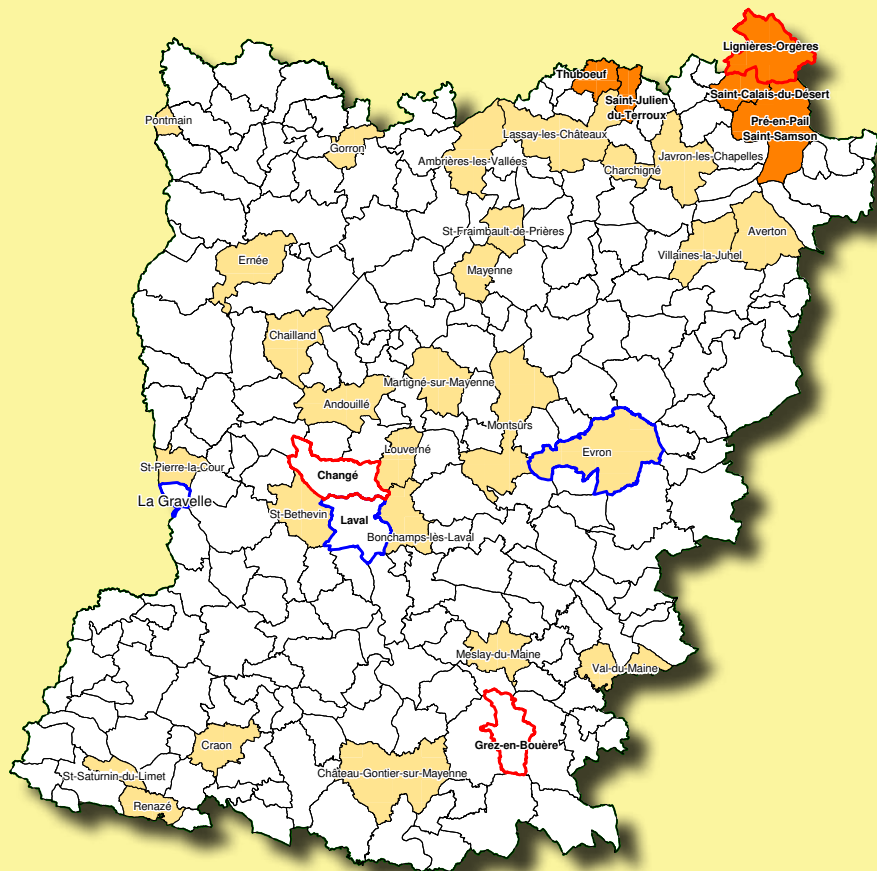 Lignières-Orgères
Thuboeuf
Saint-Calais-du-Désert
Saint-Julien
du-Terroux
Pré-en-Pail
Saint-Samson
Pontmain
Gorron
Lassay-les-Châteaux
Ambrières-les-Vallées
Javron-les-Chapelles
Charchigné
St-Fraimbault-de-Prières
Averton
Villaines-la-Juhel
Ernée
Mayenne
Chailland
Martigné-sur-Mayenne
Andouillé
Montsûrs
Louverné
Evron
St-Pierre-la-Cour
Changé
La Gravelle
St-Bethevin
Laval
Bonchamps-lès-Laval
Meslay-du-Maine
Val-du-Maine
Craon
Grez-en-Bouère
Château-Gontier-sur-Mayenne
St-Saturnin-du-Limet
Renazé